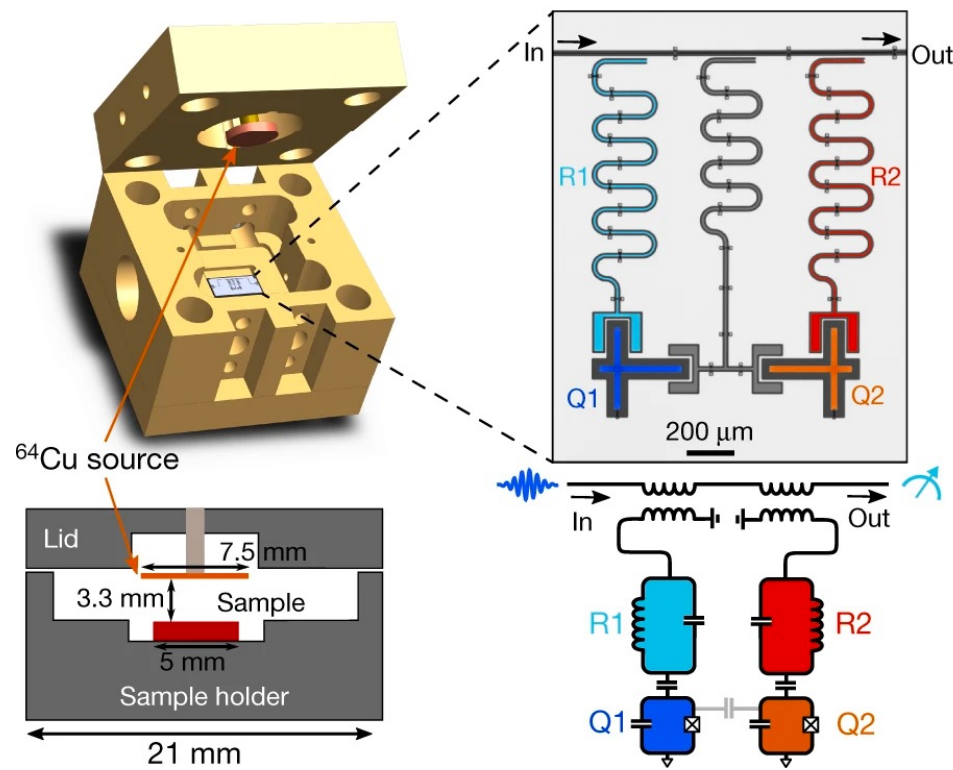 In
Out
R1
R2
Q1
Q2
200 μm
⁶⁴Cu source
Lid
7.5 mm
3.3 mm
Sample
5 mm
Sample holder
21 mm
In
Out
R1
R2
Q1
Q2